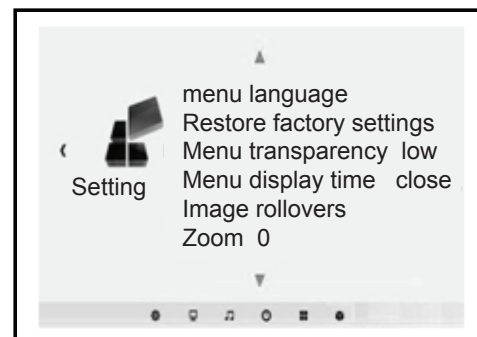 menu language
Restore factory settings
Menu transparency low
Setting
Menu display time close
Image rollovers
Zoom 0